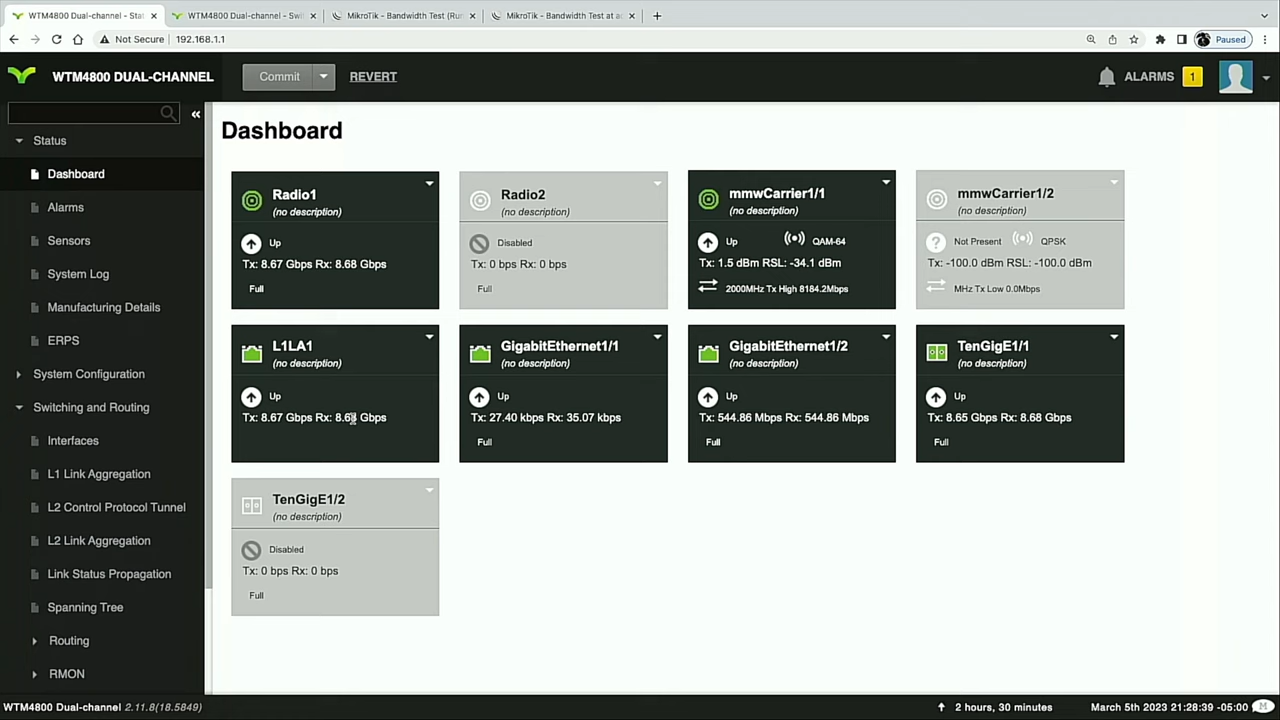 WTM4800 Dual-channel - Sta
WTM4800 Dual-channel - Swi
MikroTik - Bandwidth Test (Ru
MikroTik - Bandwidth Test at a
Not Secure
192.168.1.1
Paused
WTM4800 DUAL-CHANNEL
Commit
REVERT
ALARMS 1
Status
Dashboard
Alarms
Sensors
System Log
Manufacturing Details
ERPS
System Configuration
Switching and Routing
Interfaces
L1 Link Aggregation
L2 Control Protocol Tunnel
L2 Link Aggregation
Link Status Propagation
Spanning Tree
Routing
RMON
Dashboard
Radio1
(no description)
Up
Tx: 8.67 Gbps Rx: 8.68 Gbps
Full
Radio2
(no description)
Disabled
Tx: 0 bps Rx: 0 bps
Full
mmwCarrier1/1
(no description)
Up QAM-64
Tx: 1.5 dBm RSL: -34.1 dBm
2000MHz Tx High 8184.2Mbps
mmwCarrier1/2
(no description)
Not Present QPSK
Tx: -100.0 dBm RSL: -100.0 dBm
MHz Tx Low 0.0Mbps
L1LA1
(no description)
Up
Tx: 8.67 Gbps Rx: Gbps
GigabitEthernet1/1
(no description)
Up
Tx: 27.40 kbps Rx: 35.07 kbps
Full
GigabitEthernet1/2
(no description)
Up
Tx: 544.86 Mbps Rx: 544.86 Mbps
Full
TenGigE1/1
(no description)
Up
Tx: 8.65 Gbps Rx: 8.68 Gbps
Full
TenGigE1/2
(no description)
Disabled
Tx: 0 bps Rx: 0 bps
Full
WTM4800 Dual-channel 2.11.8(18.5849)
2 hours, 30 minutes
March 5th 2023 21:28:39 -05:00
M